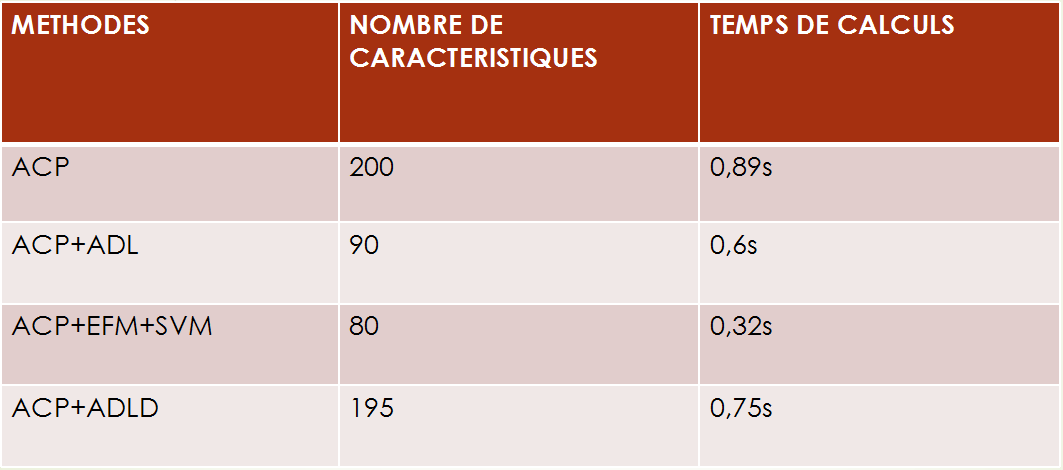 METHODES
NOMBRE DE
CARACTERISTIQUES
TEMPS DE CALCULS
ACP
200
0,89s
ACP+ADL
90
0,6s
ACP+EFM+SVM
80
0,32s
ACP+ADLD
195
0,75s